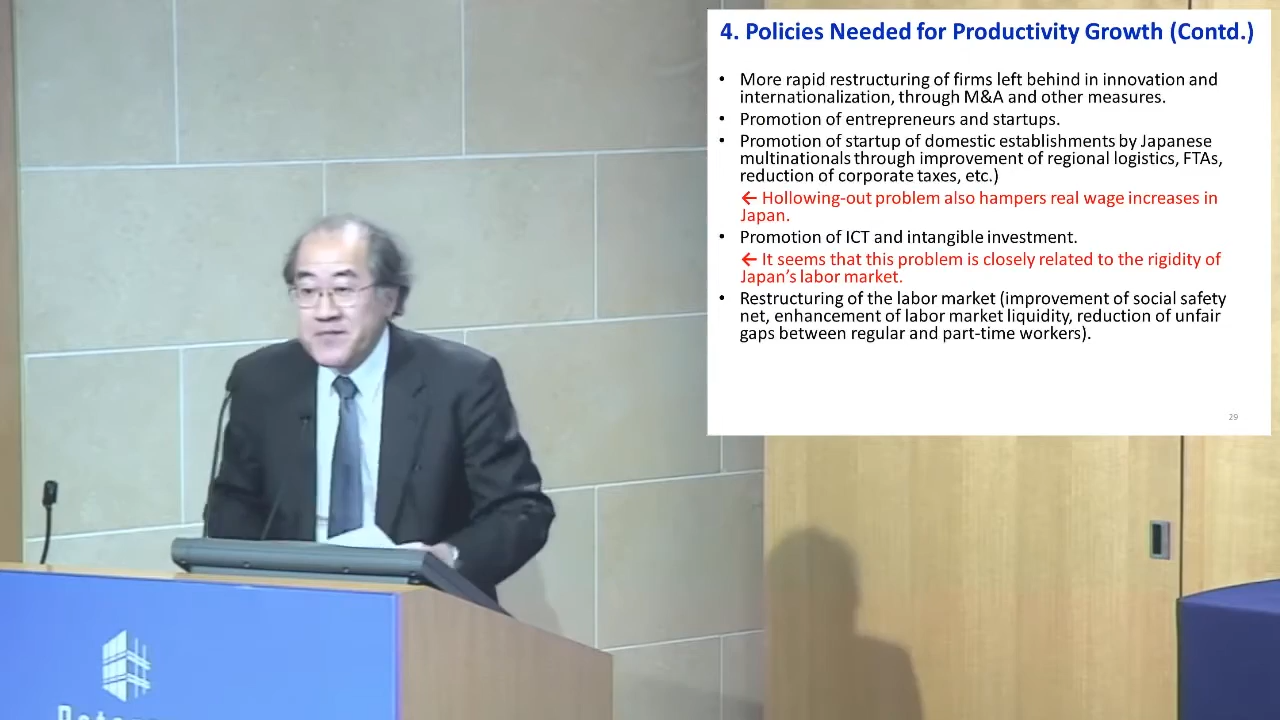 4. Policies Needed for Productivity Growth (Contd.)
• More rapid restructuring of firms left behind in innovation and
internationalization, through M&A and other measures.
• Promotion of entrepreneurs and startups.
• Promotion of startup of domestic establishments by Japanese
multinationals through improvement of regional logistics, FTAs,
reduction of corporate taxes, etc.)
← Hollowing-out problem also hampers real wage increases in
Japan.
• Promotion of ICT and intangible investment.
← It seems that this problem is closely related to the rigidity of
Japan's labor market.
• Restructuring of the labor market (improvement of social safety
net, enhancement of labor market liquidity, reduction of unfair
gaps between regular and part-time workers).
29